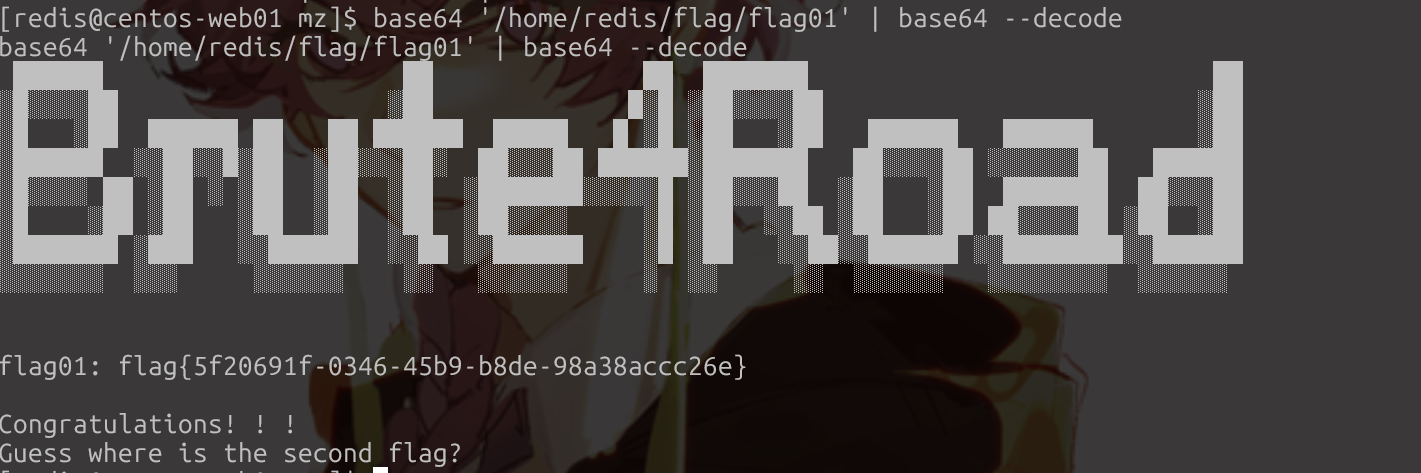 [redis@centos-web01 mz]$ base64 '/home/redis/flag/flag01' | base64 --decode
base64 '/home/redis/flag/flag01' | base64 --decode
Brute4Road
flag01: flag{5f20691f-0346-45b9-b8de-98a38accc26e}
Congratulations! ! !
Guess where is the second flag?